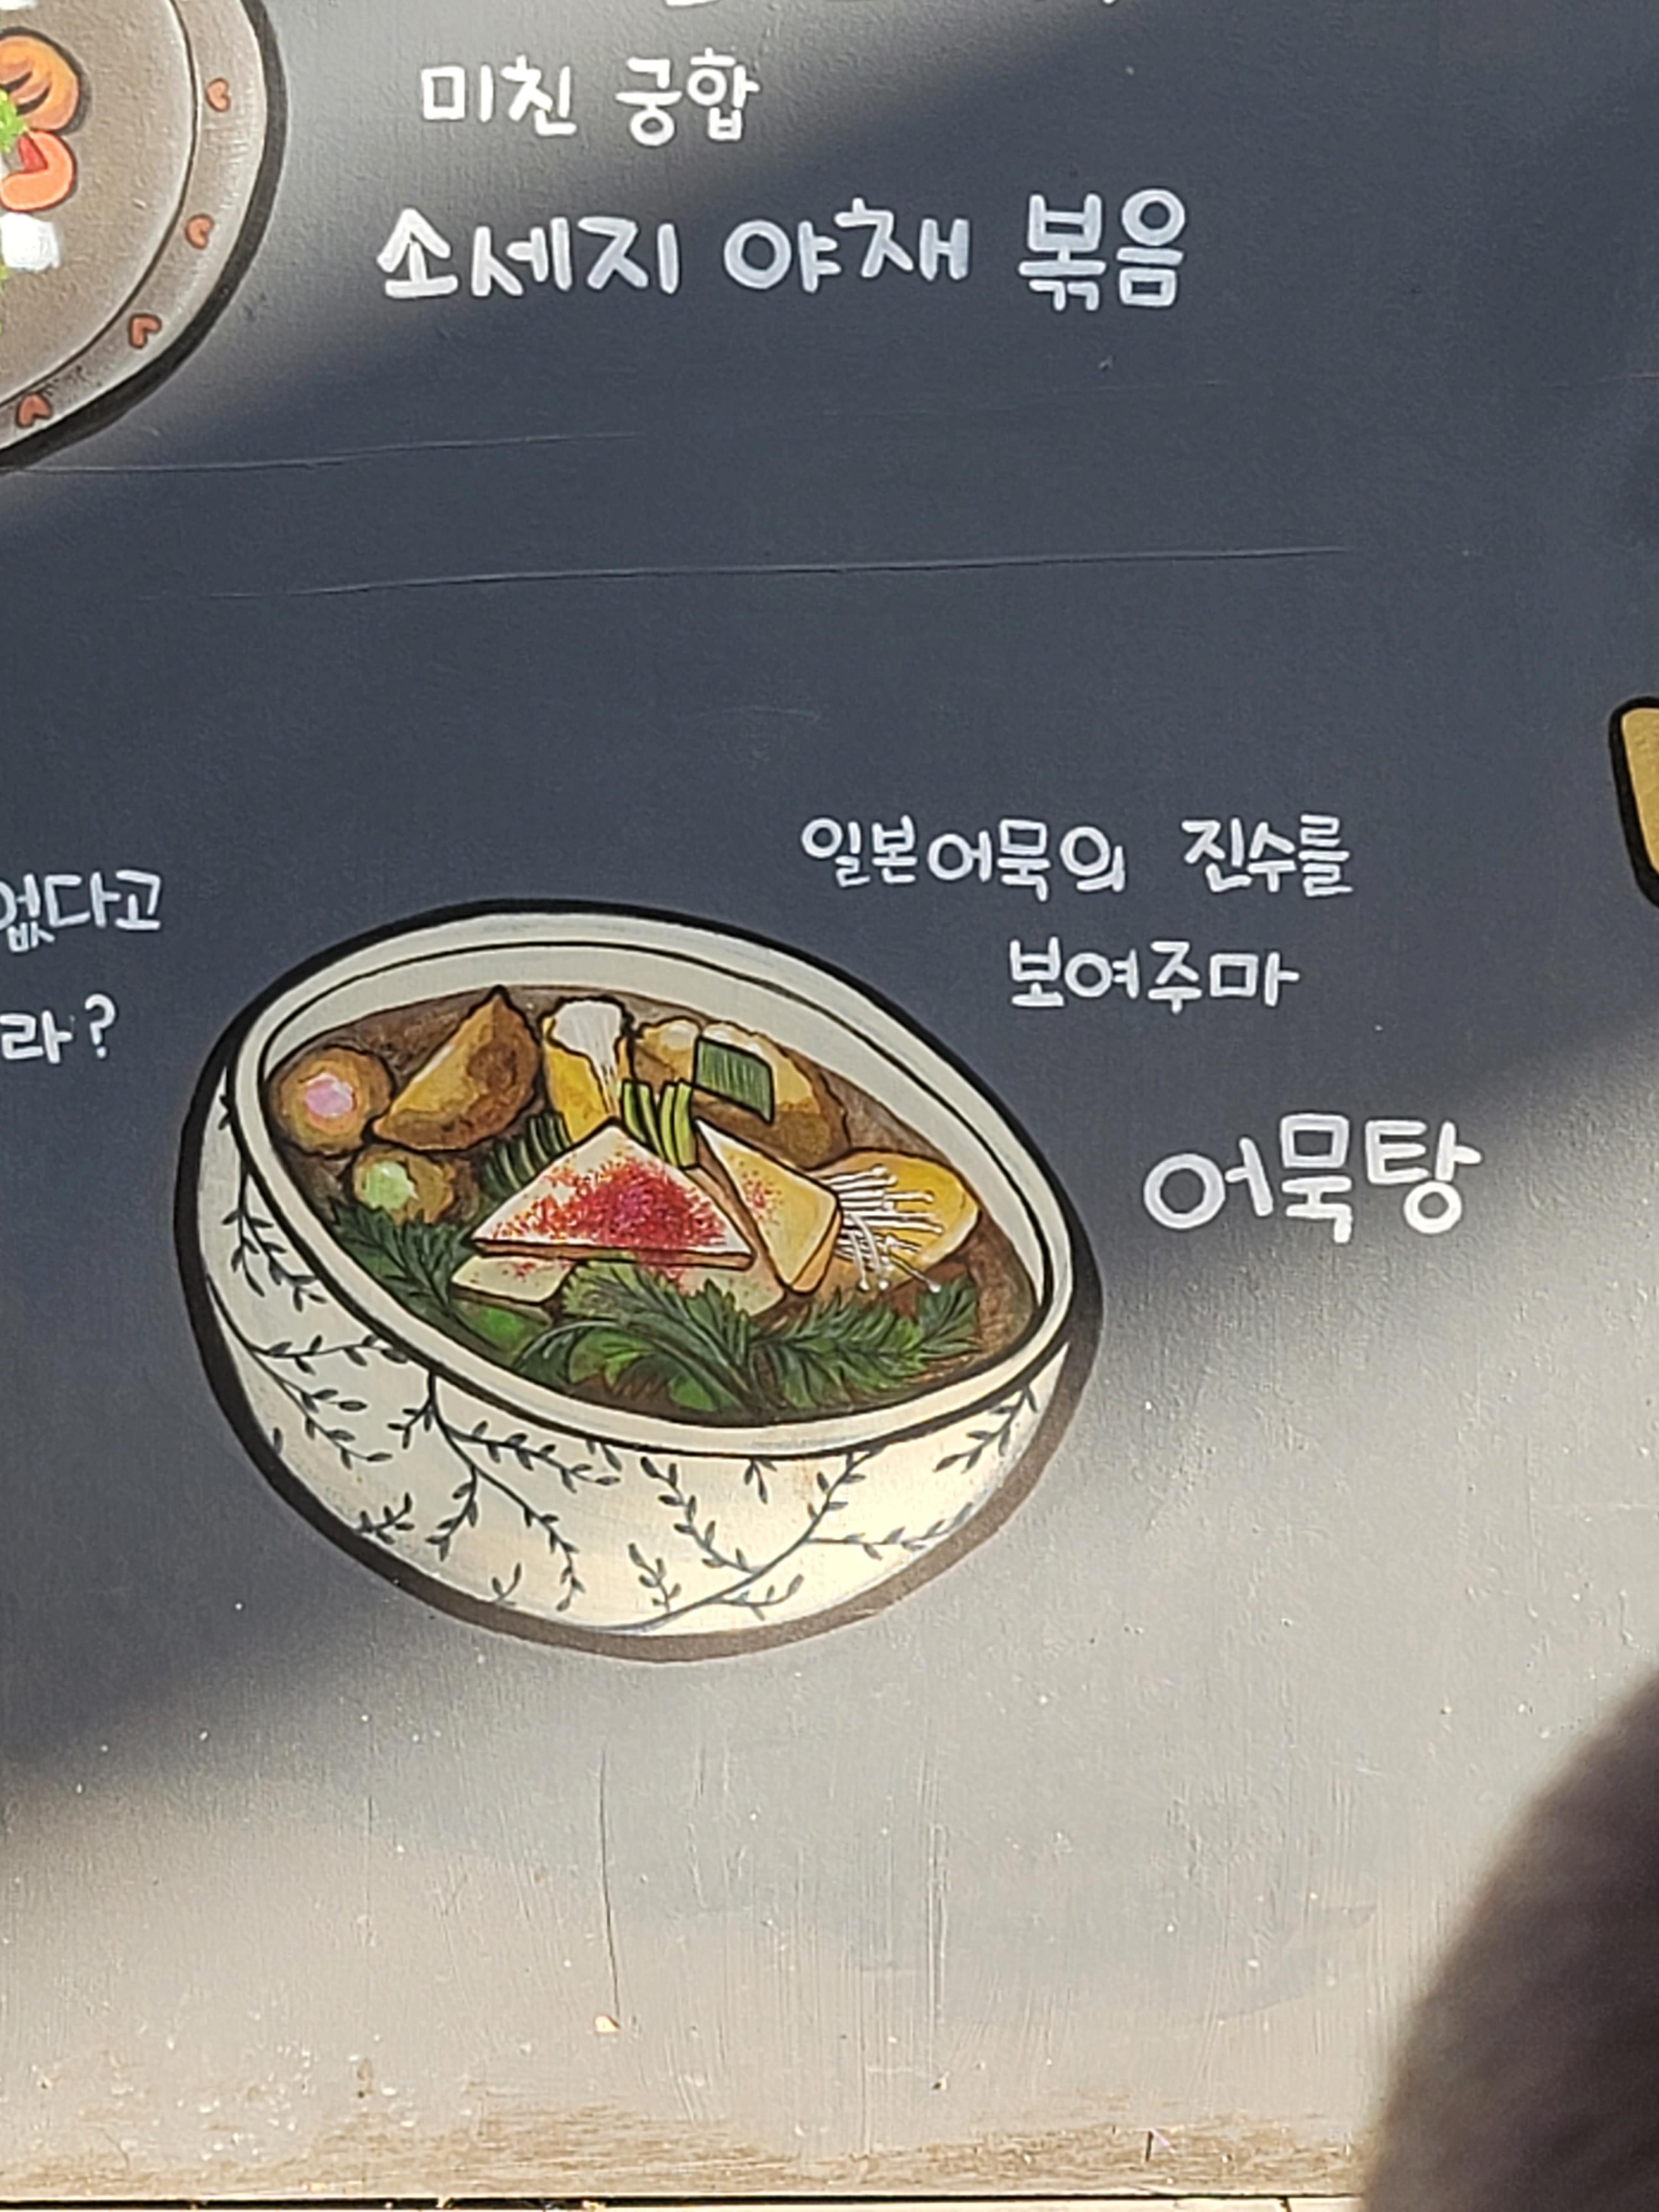 미친 궁합
소세지 야채 볶음
일본어묵의 진수를
보여주마
없다고
라?
어묵탕